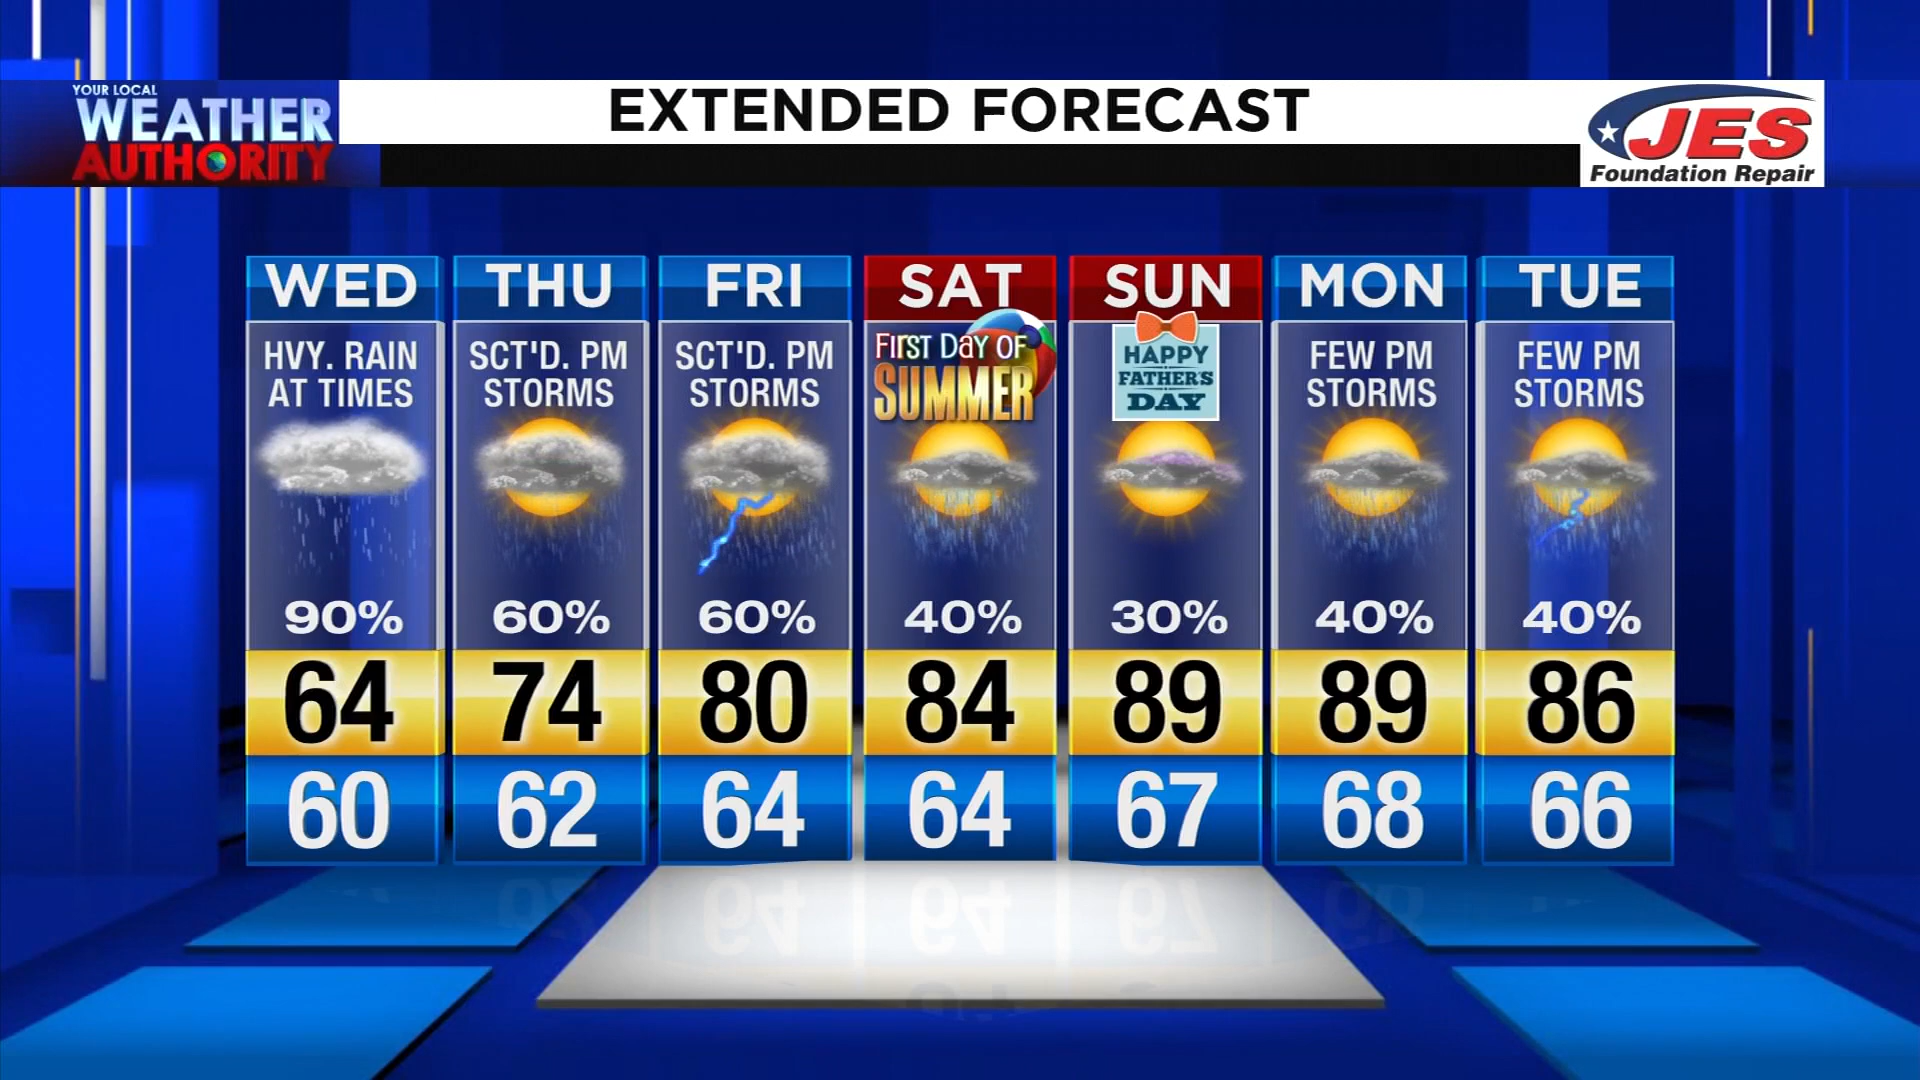 YOUR LOCAL
WEATHER
AUTHORITY
EXTENDED FORECAST
JES
Foundation Repair
WED
HVY. RAIN
AT TIMES
90%
64
60
THU
SCT'D. PM
STORMS
60%
74
62
FRI
SCT'D. PM
STORMS
60%
80
64
SAT
FIRST DAY OF
SUMMER
40%
84
64
SUN
HAPPY
FATHER'S
DAY
30%
89
67
MON
FEW PM
STORMS
40%
89
68
TUE
FEW PM
STORMS
40%
86
66